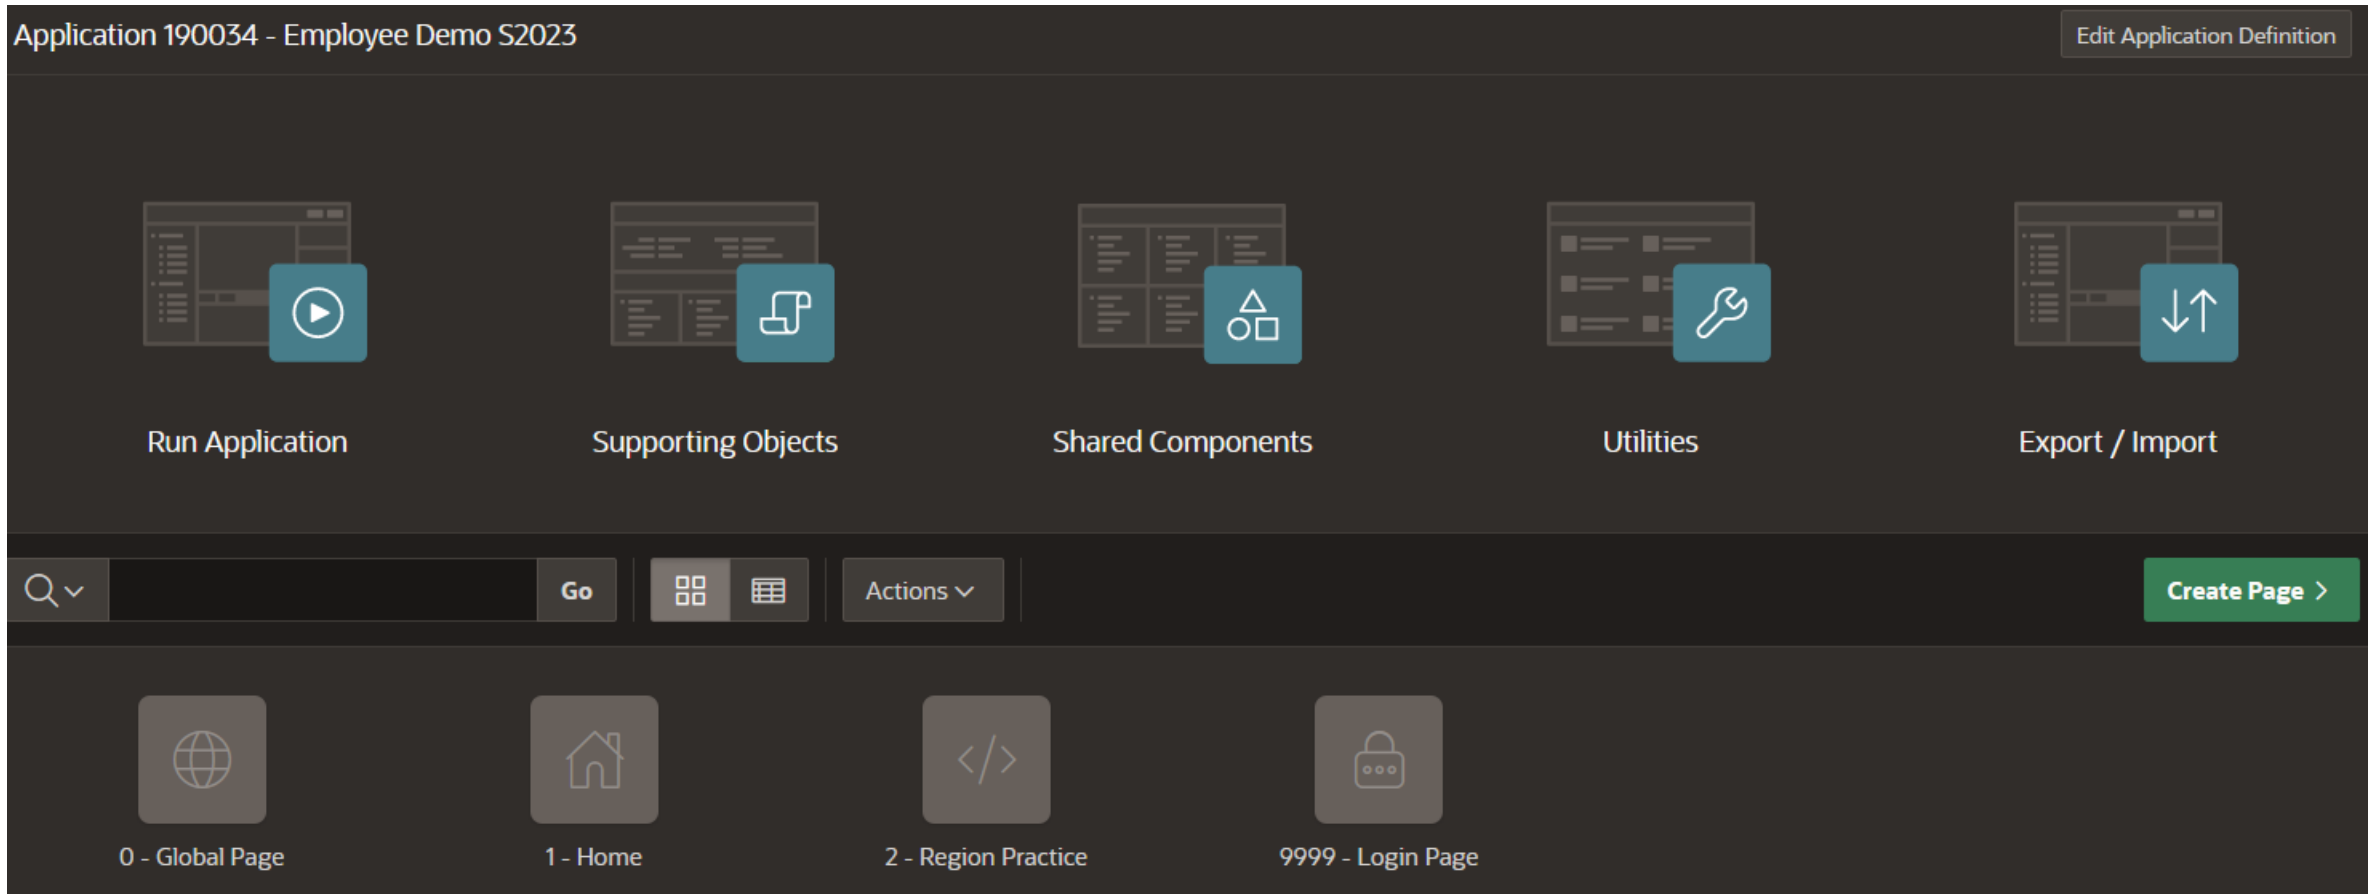 Application 190034 - Employee Demo S2023
Edit Application Definition
Run Application
Supporting Objects
Shared Components
Utilities
Export / Import
Go
Actions
Create Page
0 - Global Page
1 - Home
2 - Region Practice
9999 - Login Page